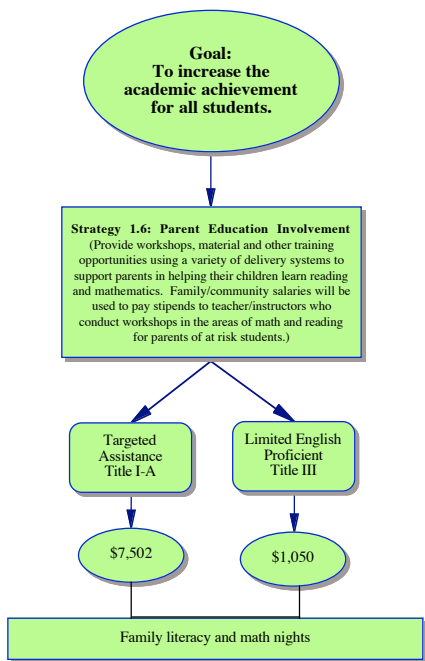 Goal:
To increase the
academic achievement
for all students.
Strategy 1.6: Parent Education Involvement
(Provide workshops, material and other training
opportunities using a variety of delivery systems to
support parents in helping their children learn reading
and mathematics. Family/community salaries will be
used to pay stipends to teacher/instructors who
conduct workshops in the areas of math and reading
for parents of at risk students.)
Targeted
Assistance
Title I-A
Limited English
Proficient
Title III
$7,502
$1,050
Family literacy and math nights